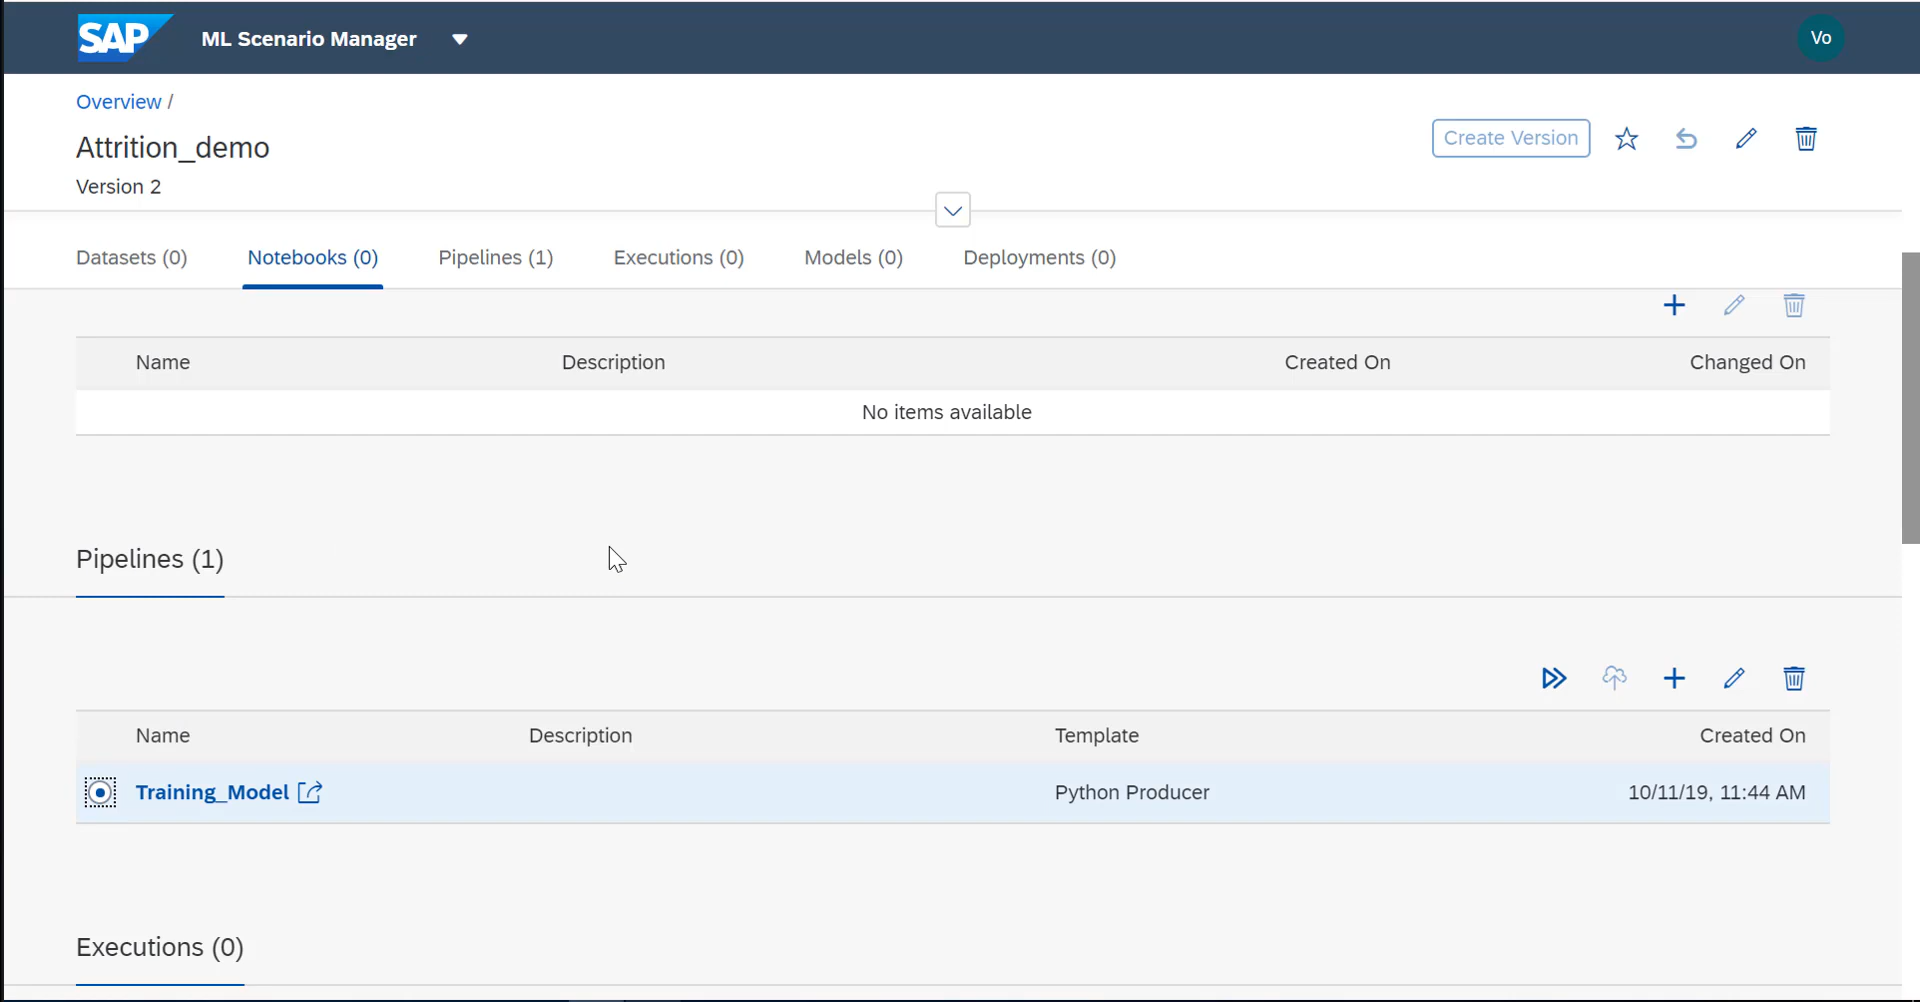 SAP ML Scenario Manager Vo
Overview /
Attrition_demo
Create Version
Version 2
Datasets (0) Notebooks (0) Pipelines (1) Executions (0) Models (0) Deployments (0)
Name Description Created On Changed On
No items available
Pipelines (1)
Name Description Template Created On
Training_Model Python Producer 10/11/19, 11:44 AM
Executions (0)